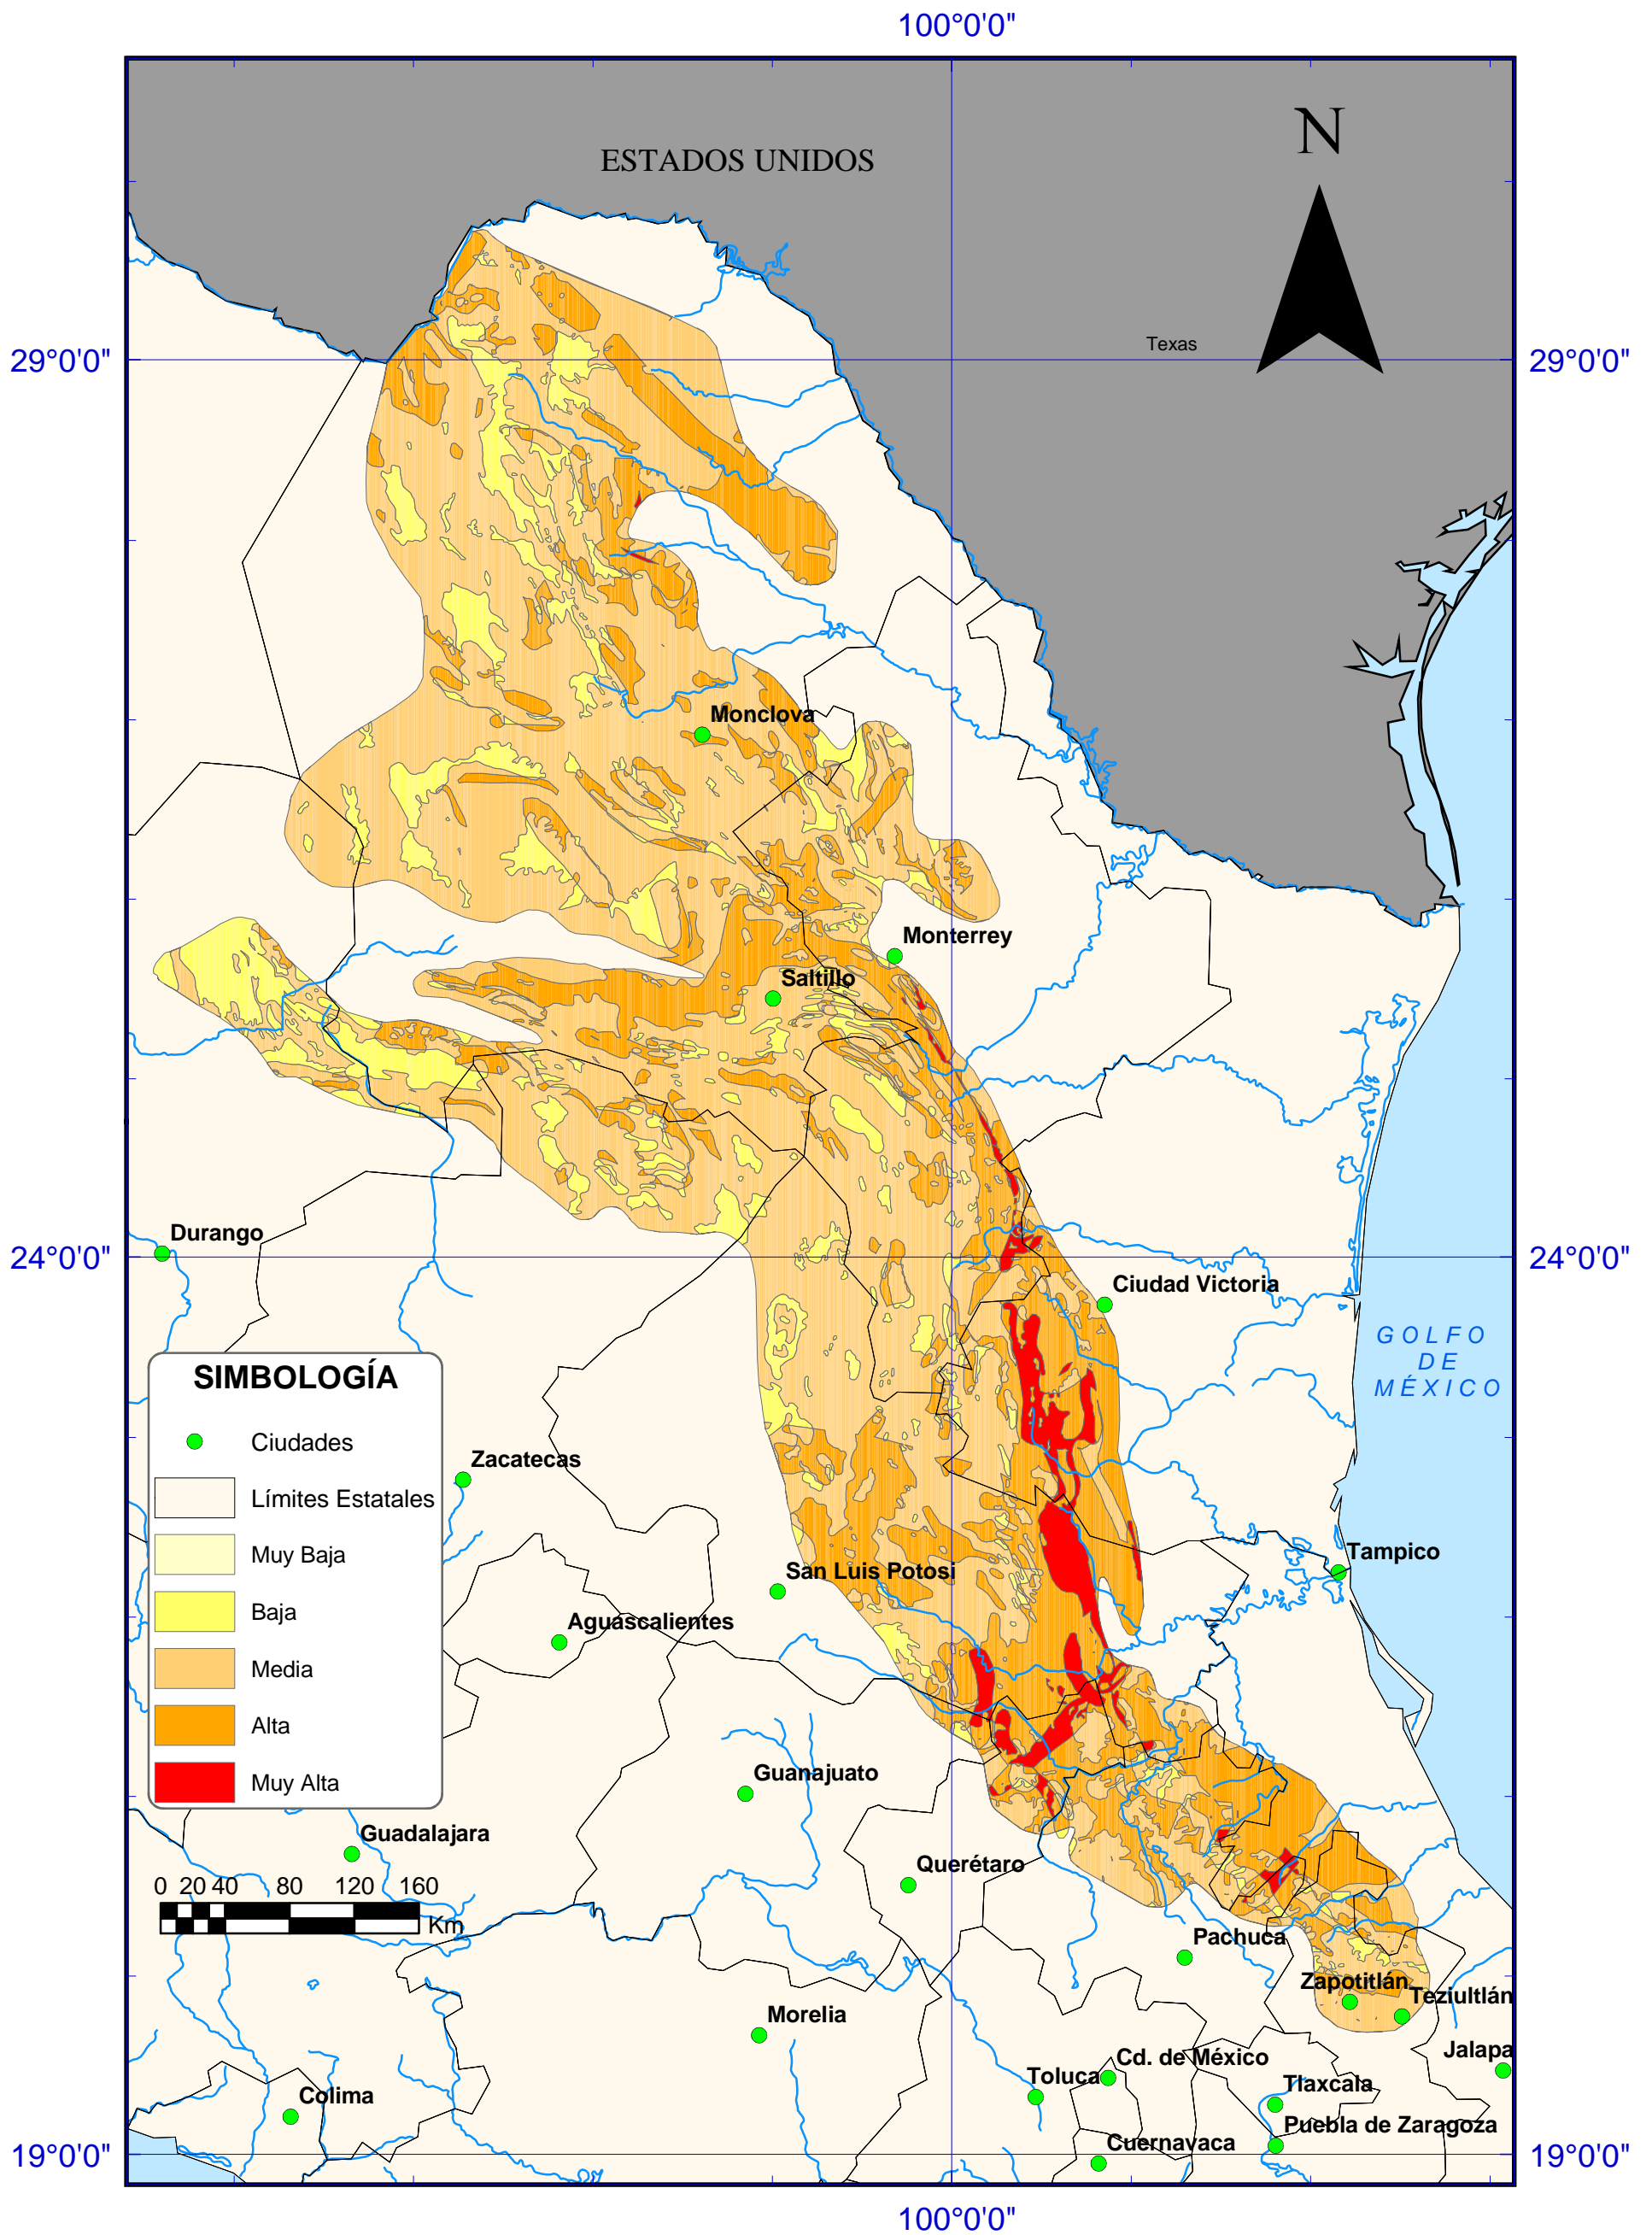 100°0'0"
N
ESTADOS UNIDOS
Texas
29°0'0"
29°0'0"
Monclova
Monterrey
Saltillo
Durango
24°0'0"
24°0'0"
Ciudad Victoria
GOLFO
DE
MÉXICO
SIMBOLOGÍA
Ciudades
Límites Estatales
Muy Baja
Baja
Media
Alta
Muy Alta
Zacatecas
Tampico
San Luis Potosi
Aguascalientes
Guanajuato
Guadalajara
Querétaro
0 20 40 80 120 160
Km
Pachuca
Zapotitlán
Teziultlán
Morelia
Jalapa
Cd. de México
Toluca
Tlaxcala
Colima
Puebla de Zaragoza
Cuernavaca
19°0'0"
19°0'0"
100°0'0"